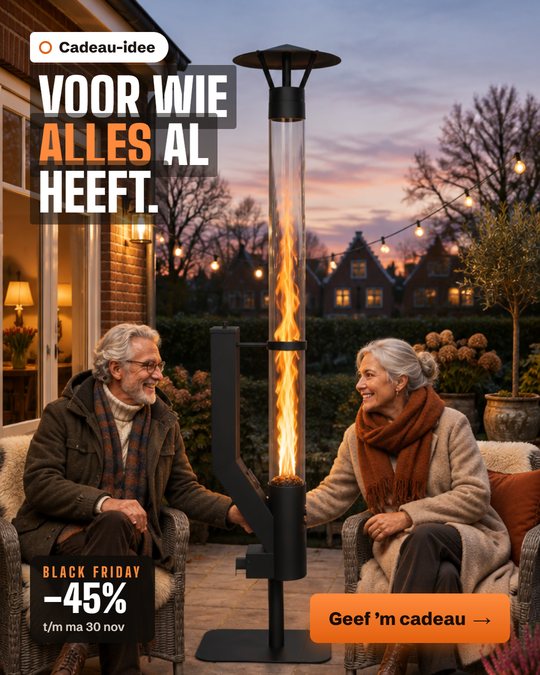 Cadeau-idee
VOOR WIE
ALLES AL
HEEFT.
BLACK FRIDAY
–45%
t/m ma 30 nov
Geef ’m cadeau →